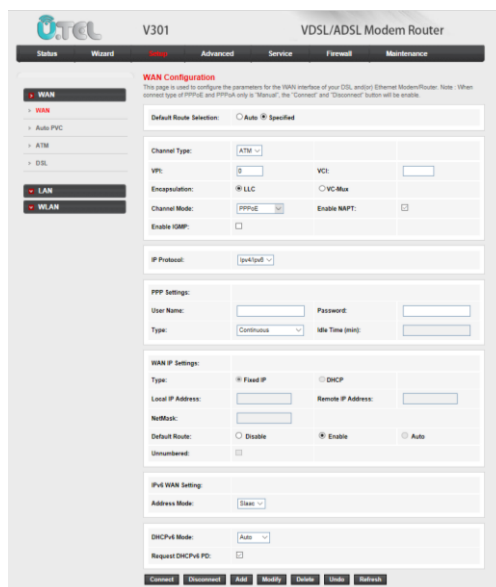 U.TEL V301 VDSL/ADSL Modem Router
Status Wizard Setup Advanced Service Firewall Maintenance
WAN Configuration
This page is used to configure the parameters for the WAN interface of your DSL and(or) Ethernet Modem/Router. Note : When
connect type of PPPoE and PPPoA only is "Manual", the "Connect" and "Disconnect" button will be enable.
WAN
WAN
Auto PVC
ATM
DSL
LAN
WLAN
Default Route Selection: Auto Specified
Channel Type: ATM
VPI: 0 VCI:
Encapsulation: LLC VC-Mux
Channel Mode: PPPoE Enable NAPT:
Enable IGMP:
IP Protocol: Ipv4/Ipv6
PPP Settings:
User Name: Password:
Type: Continuous Idle Time (min):
WAN IP Settings:
Type: Fixed IP DHCP
Local IP Address: Remote IP Address:
NetMask:
Default Route: Disable Enable Auto
Unnumbered:
IPv6 WAN Setting:
Address Mode: Slaac
DHCPv6 Mode: Auto
Request DHCPv6 PD:
Connect Disconnect Add Modify Delete Undo Refresh